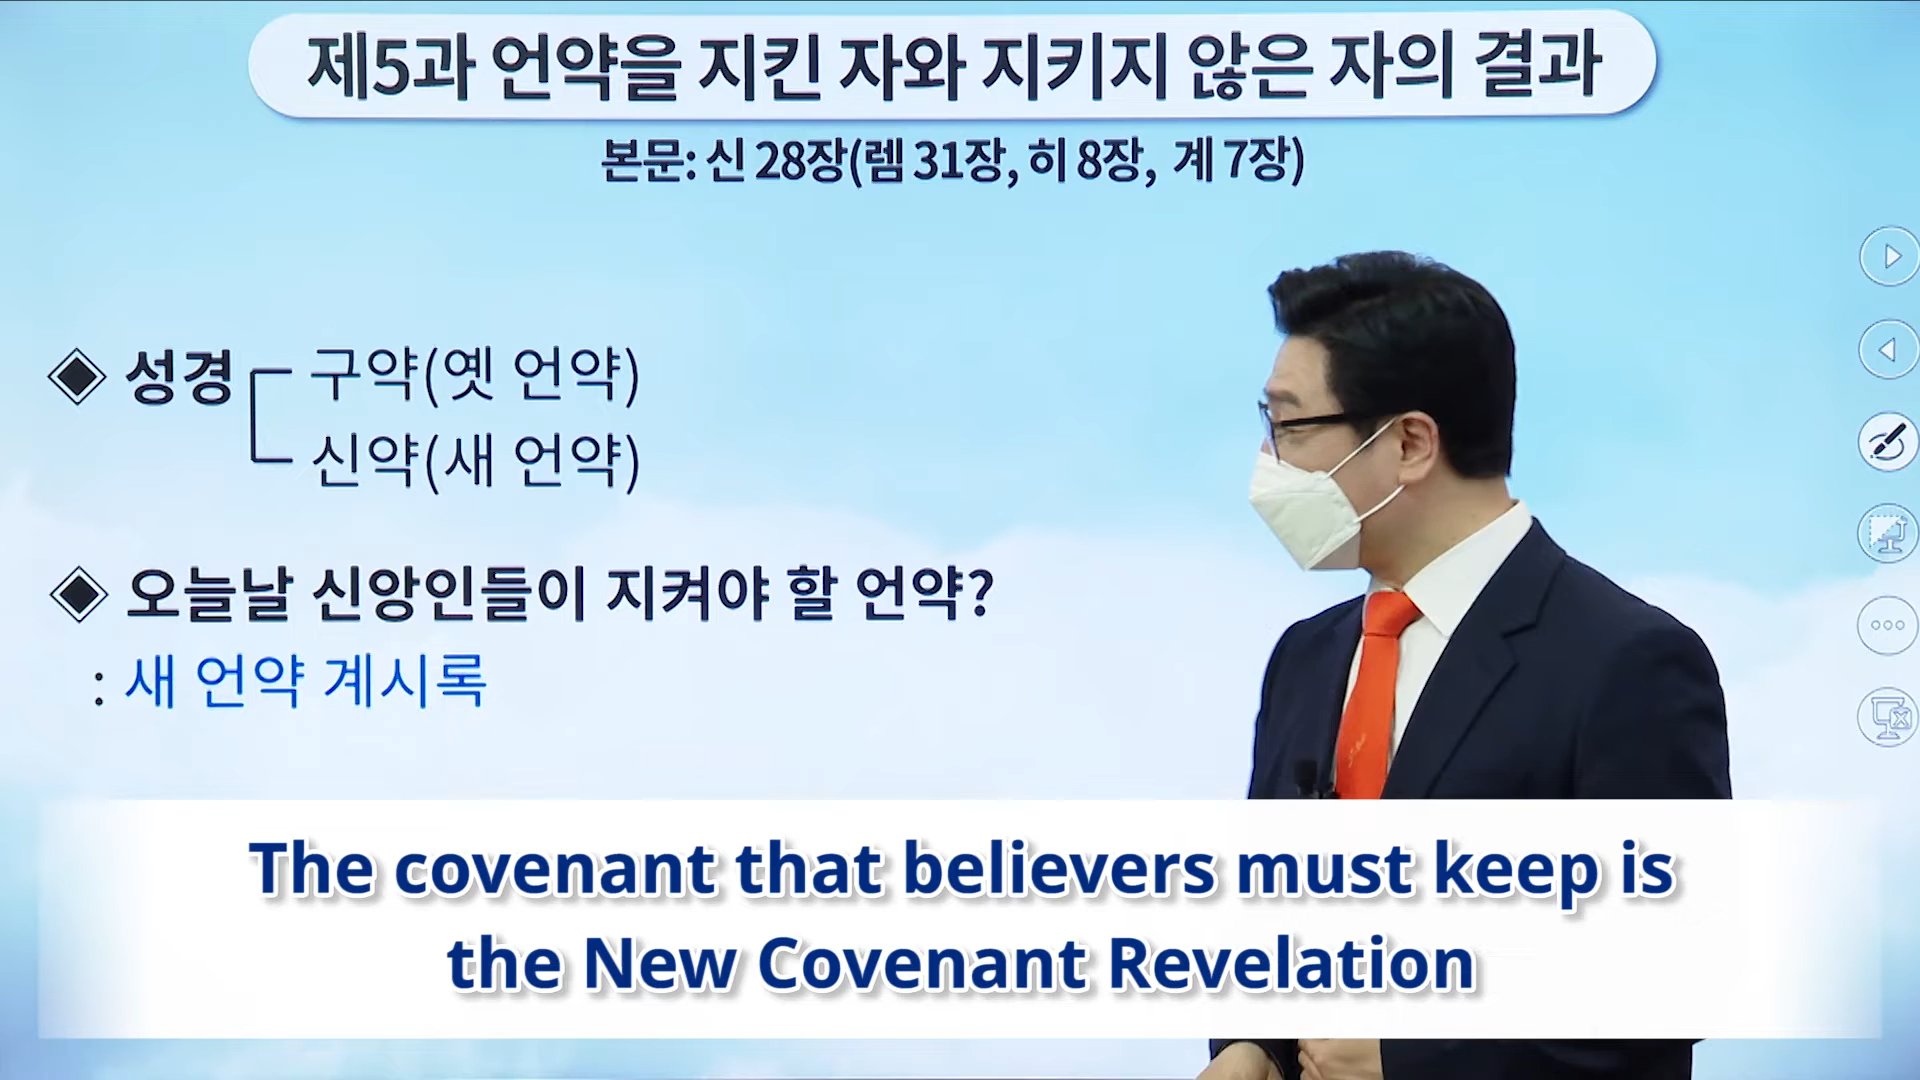 제5과 언약을 지킨 자와 지키지 않은 자의 결과
본문: 신 28장(렘 31장, 히 8장, 계 7장)
◈ 성경 구약(옛 언약)
신약(새 언약)
◈ 오늘날 신앙인들이 지켜야 할 언약?
: 새 언약 계시록
The covenant that believers must keep is
the New Covenant Revelation